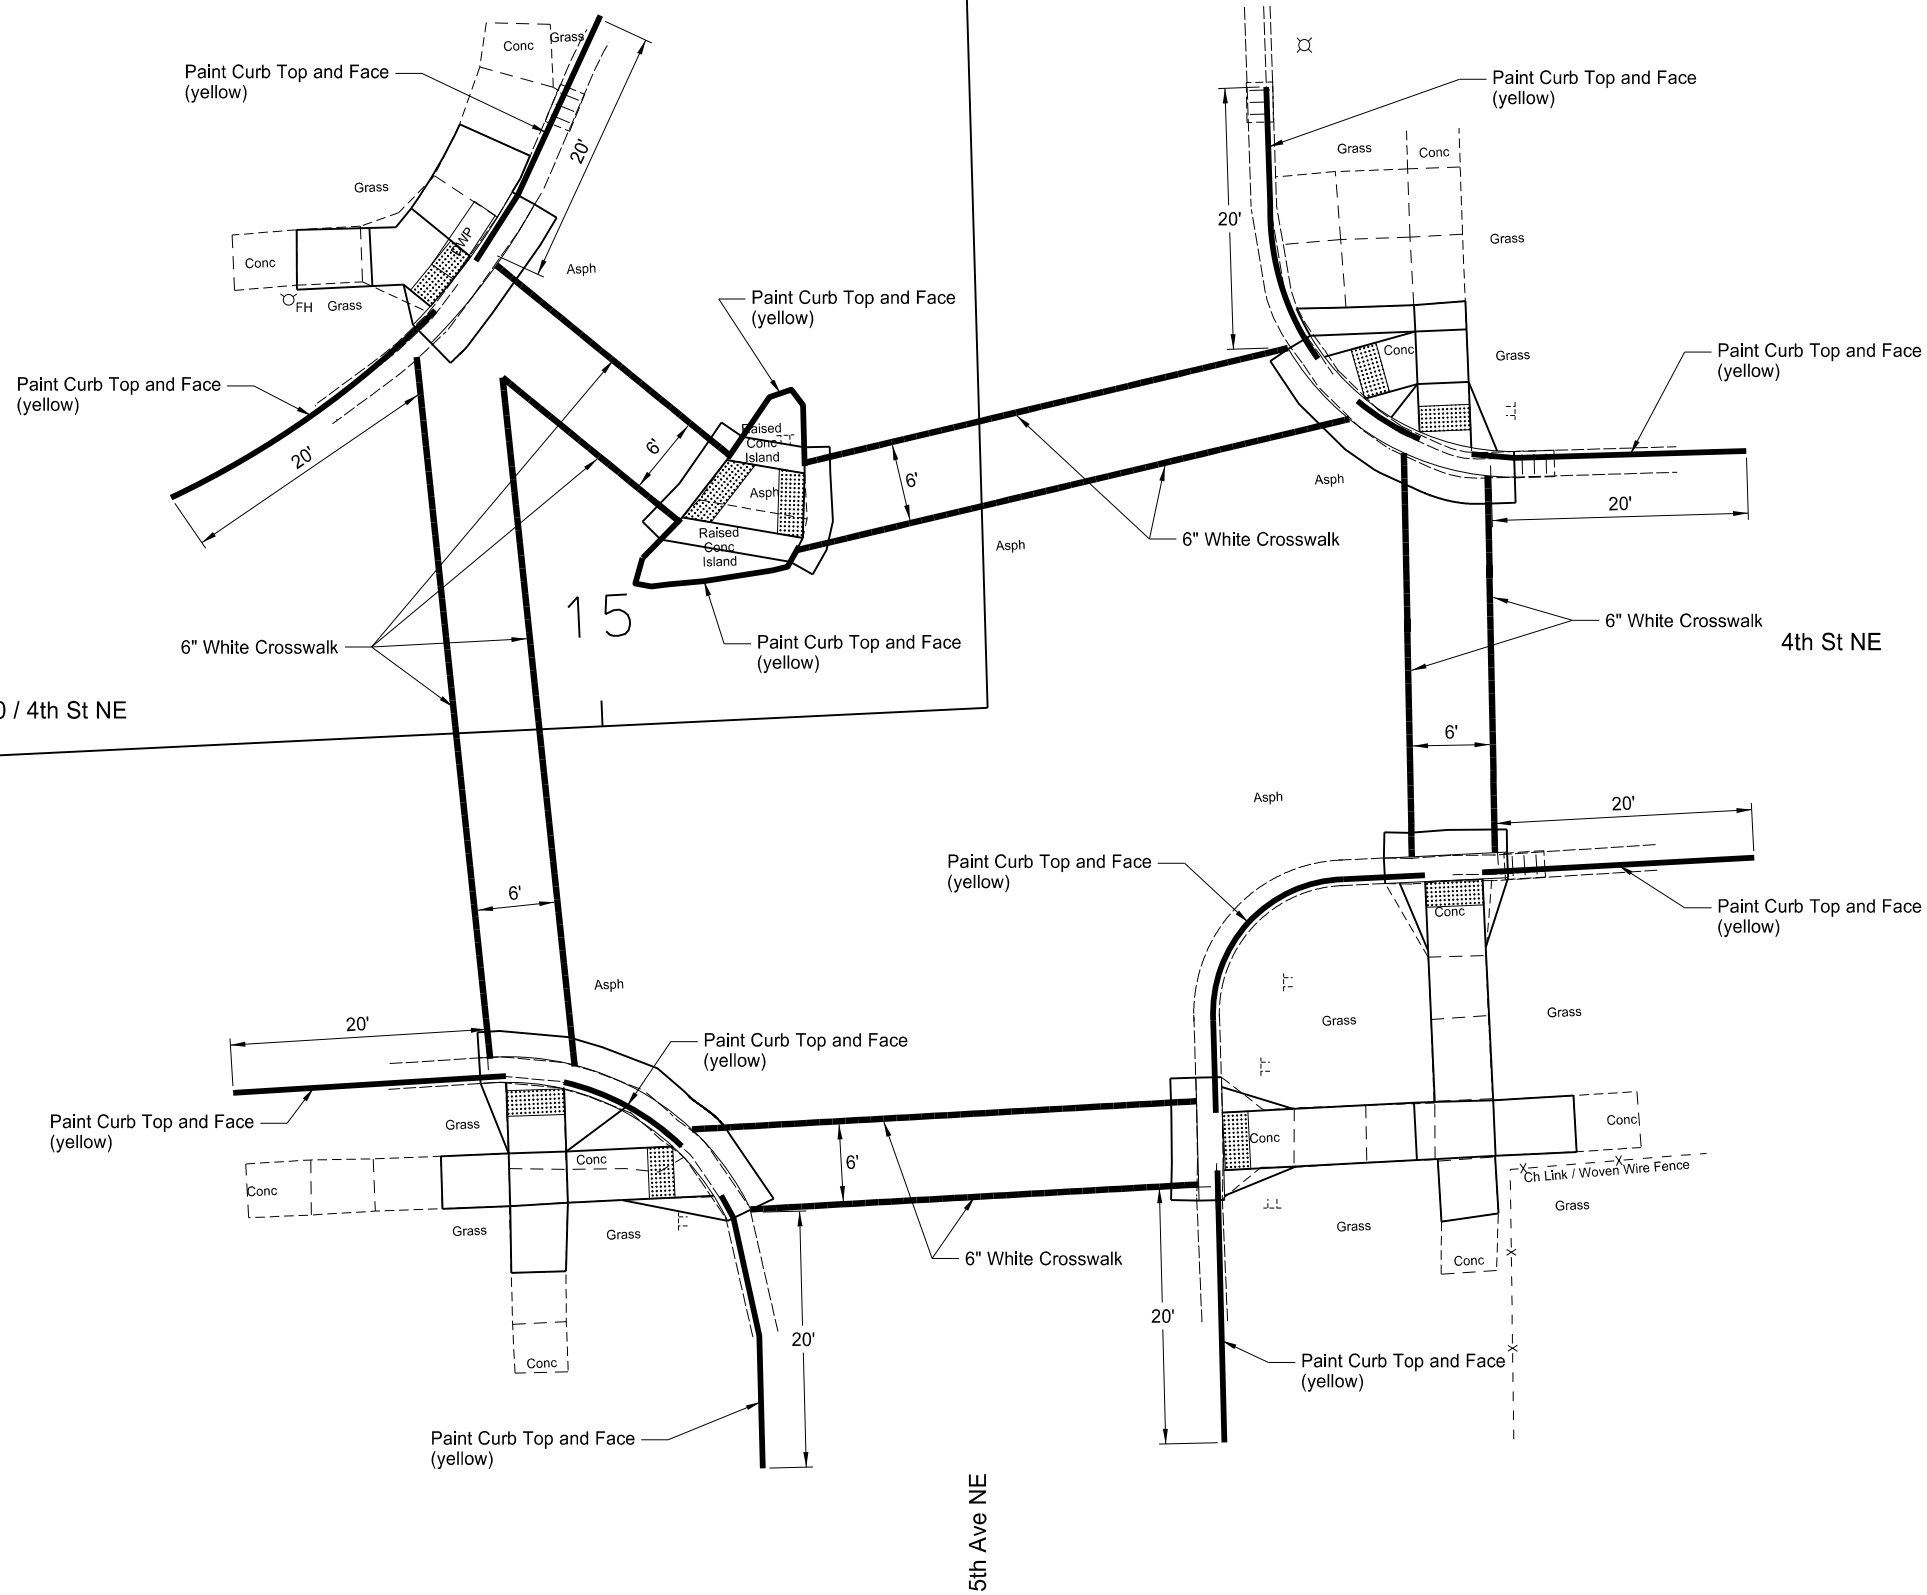 Conc
Grass
Paint Curb Top and Face
(yellow)
Paint Curb Top and Face
(yellow)
20'
Grass
Conc
Grass
20'
Grass
Conc
Asph
FH
Grass
Paint Curb Top and Face
(yellow)
Grass
Conc
Grass
Paint Curb Top and Face
(yellow)
Paint Curb Top and Face
(yellow)
20'
6'
Raised
Conc
Island
6'
Asph
Asph
20'
Raised
Conc
Island
Asph
6" White Crosswalk
15
6" White Crosswalk
4th St NE
6" White Crosswalk
Paint Curb Top and Face
(yellow)
0 / 4th St NE
6'
Asph
20'
Paint Curb Top and Face
(yellow)
6'
Conc
Paint Curb Top and Face
(yellow)
Asph
20'
Paint Curb Top and Face
(yellow)
Grass
Grass
Paint Curb Top and Face
(yellow)
Grass
Conc
Conc
Conc
6'
Ch Link / Woven Wire Fence
Conc
Grass
Grass
Grass
Grass
6" White Crosswalk
Conc
20'
20'
Conc
Paint Curb Top and Face
(yellow)
Paint Curb Top and Face
(yellow)
5th Ave NE